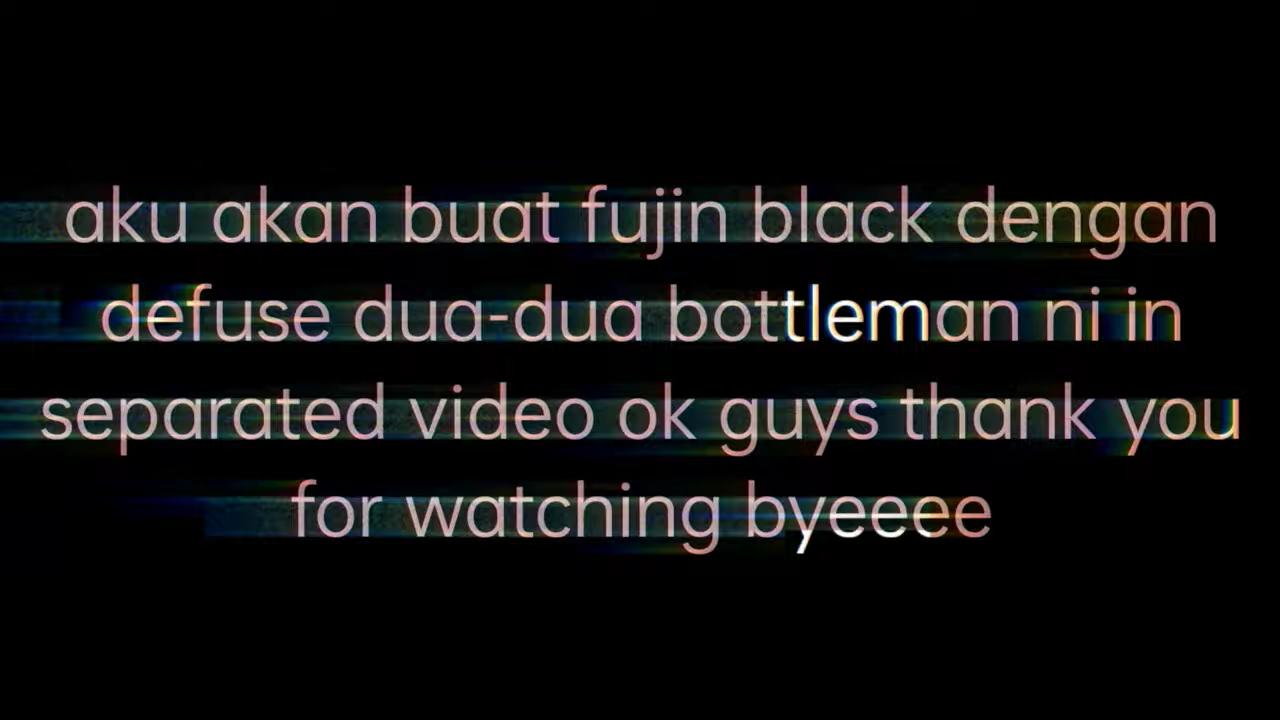 aku akan buat fujin black dengan
defuse dua-dua bottleman ni in
separated video ok guys thank you
for watching byeeee